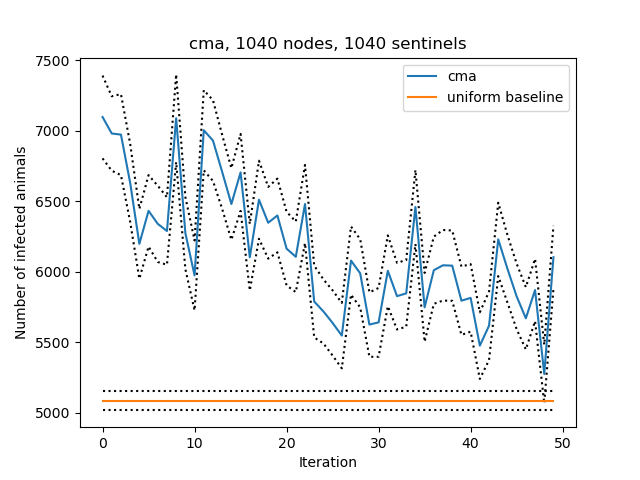 cma, 1040 nodes, 1040 sentinels
cma
uniform baseline
Number of infected animals
7500
7000
6500
6000
5500
5000
0 10 20 30 40 50
Iteration